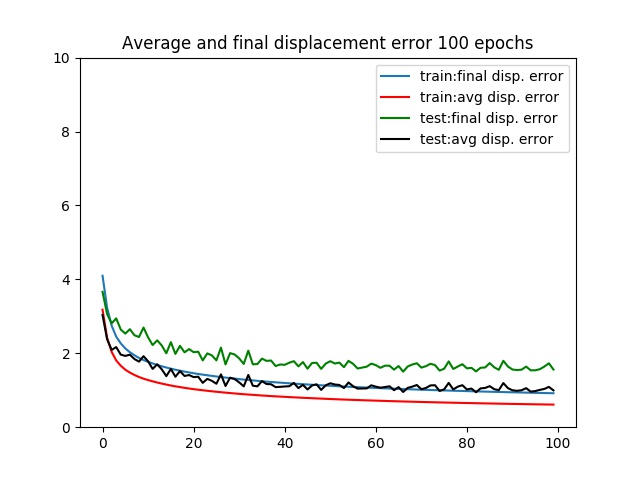 Average and final displacement error 100 epochs
train:final disp. error
train:avg disp. error
test:final disp. error
test:avg disp. error
10
8
6
4
2
0
0 20 40 60 80 100